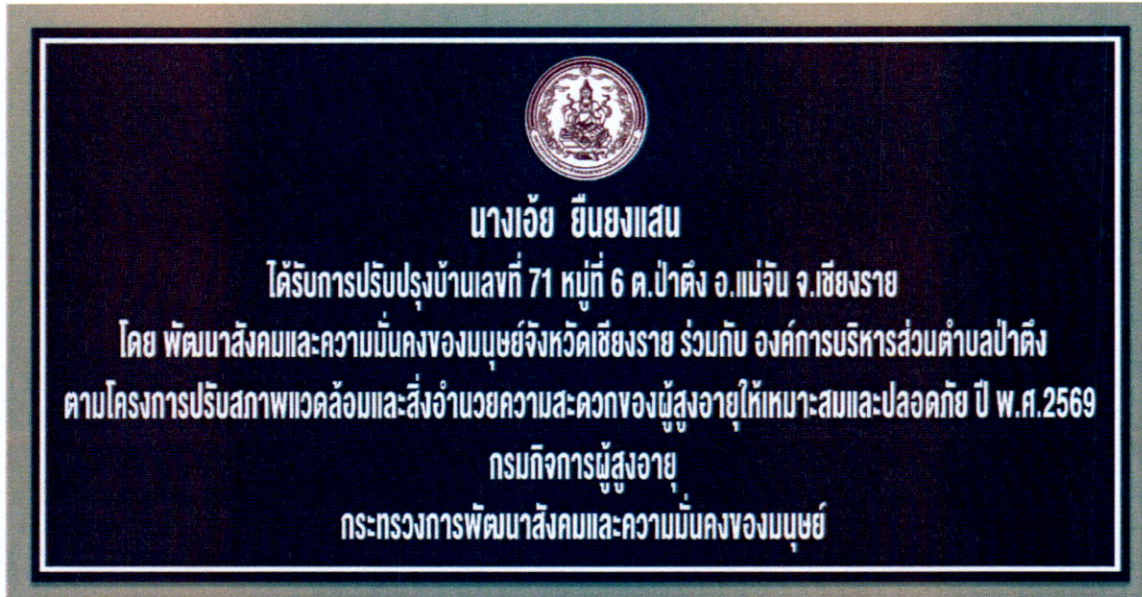 นางเอ้ย ยืนยงแสน
ได้รับการปรับปรุงบ้านเลขที่ 71 หมู่ที่ 6 ต.ป่าตึง อ.แม่จัน จ.เชียงราย
โดย พัฒนาสังคมและความมั่นคงของมนุษย์จังหวัดเชียงราย ร่วมกับ องค์การบริหารส่วนตำบลป่าตึง
ตามโครงการปรับสภาพแวดล้อมและสิ่งอำนวยความสะดวกของผู้สูงอายุให้เหมาะสมและปลอดภัย ปี พ.ศ.2569
กรมกิจการผู้สูงอายุ
กระทรวงการพัฒนาสังคมและความมั่นคงของมนุษย์